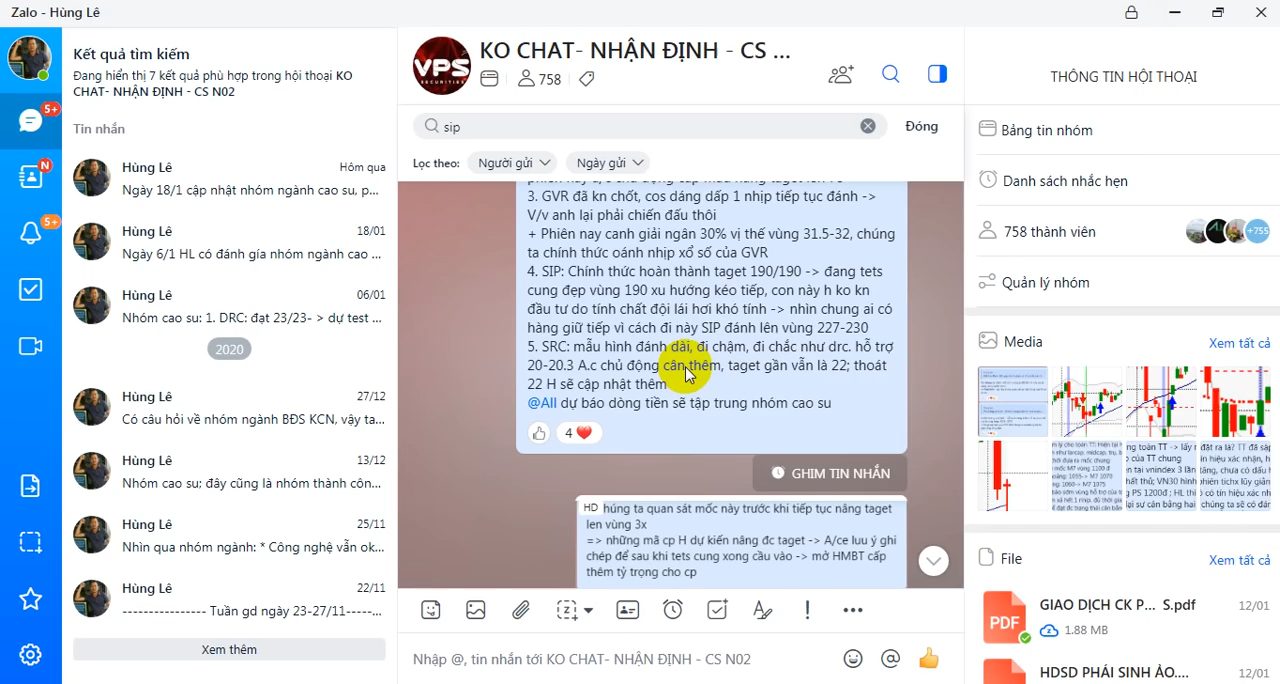 Zalo - Hùng Lê
Kết quả tìm kiếm
Đang hiển thị 7 kết quả phù hợp trong hội thoại KO
CHAT- NHẬN ĐỊNH - CS N02
Tin nhắn
5+
N
5+
Hùng Lê Hôm qua
Ngày 18/1 cập nhật nhóm ngành cao su, p...
Hùng Lê 18/01
Ngày 6/1 HL có đánh gía nhóm ngành cao ...
Hùng Lê 06/01
Nhóm cao su: 1. DRC: đạt 23/23- > dự test ...
2020
Hùng Lê 27/12
Có câu hỏi về nhóm ngành BĐS KCN, vậy ta...
Hùng Lê 13/12
Nhóm cao su; đây cũng là nhóm thành côn...
Hùng Lê 25/11
Nhìn qua nhóm ngành: * Công nghệ vẫn ok...
Hùng Lê 22/11
---------------- Tuần gd ngày 23-27/11-----...
Xem thêm
VPS
SECURITIES
KO CHAT- NHẬN ĐỊNH - CS ...
758
sip
Đóng
Lọc theo: Người gửi Ngày gửi
3. GVR đã kn chốt, cos dáng dấp 1 nhịp tiếp tục đánh ->
V/v anh lại phải chiến đấu thôi
+ Phiên nay canh giải ngân 30% vị thế vùng 31.5-32, chúng
ta chính thức oánh nhịp xổ số của GVR
4. SIP: Chính thức hoàn thành taget 190/190 -> đang tets
cung đẹp vùng 190 xu hướng kéo tiếp, con này h ko kn
đầu tư do tính chất đội lái hơi khó tính -> nhìn chung ai có
hàng giữ tiếp vì cách đi này SIP đánh lên vùng 227-230
5. SRC: mẫu hình đánh dài, đi chậm, đi chắc như drc. hỗ trợ
20-20.3 A.c chủ động cân thêm, taget gần vẫn là 22; thoát
22 H sẽ cập nhật thêm
@All dự báo dòng tiền sẽ tập trung nhóm cao su
4
GHIM TIN NHẮN
HD húng ta quan sát mốc này trước khi tiếp tục nâng taget
len vùng 3x
=> những mã cp H dự kiến nâng đc taget -> A/ce lưu ý ghi
chép để sau khi tets cung xong cầu vào -> mở HMBT cấp
thêm tỷ trọng cho cp
Nhập @, tin nhắn tới KO CHAT- NHẬN ĐỊNH - CS N02
THÔNG TIN HỘI THOẠI
Bảng tin nhóm
Danh sách nhắc hẹn
758 thành viên
+755
Quản lý nhóm
Media Xem tất cả
File Xem tất cả
PDF
GIAO DỊCH CK P... S.pdf 12/01
1.88 MB
HDSD PHÁI SINH ẢO.... 12/01